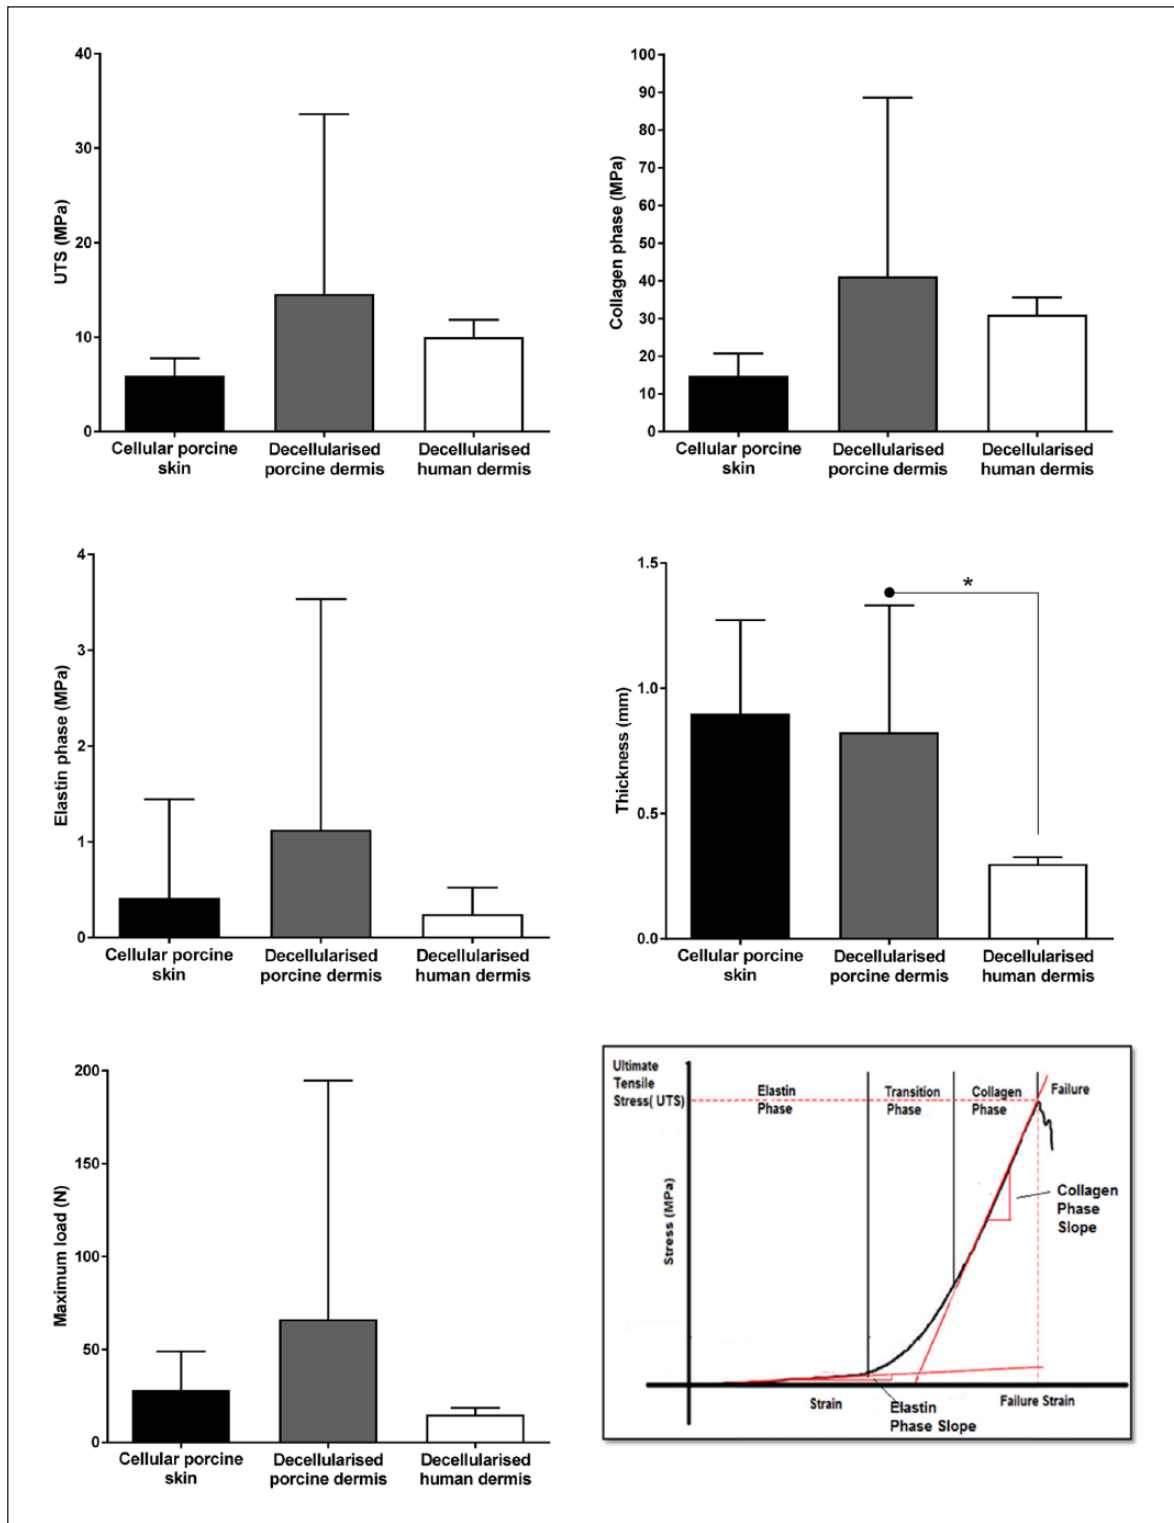 UTS (MPa)
40
30
20
10
0
Cellular porcine
skin
Decellularised
porcine dermis
Decellularised
human dermis
Collagen phase (MPa)
100
90
80
70
60
50
40
30
20
10
0
Cellular porcine
skin
Decellularised
porcine dermis
Decellularised
human dermis
Elastin phase (MPa)
4
3
2
1
0
Cellular porcine
skin
Decellularised
porcine dermis
Decellularised
human dermis
Thickness (mm)
1.5
1.0
0.5
0.0
*
Cellular porcine
skin
Decellularised
porcine dermis
Decellularised
human dermis
Maximum load (N)
200
150
100
50
0
Cellular porcine
skin
Decellularised
porcine dermis
Decellularised
human dermis
Ultimate
Tensile
Stress( UTS)
Elastin
Phase
Transition
Phase
Collagen
Phase
Failure
Stress (MPa)
Collagen
Phase
Slope
Strain
Elastin
Phase Slope
Failure Strain